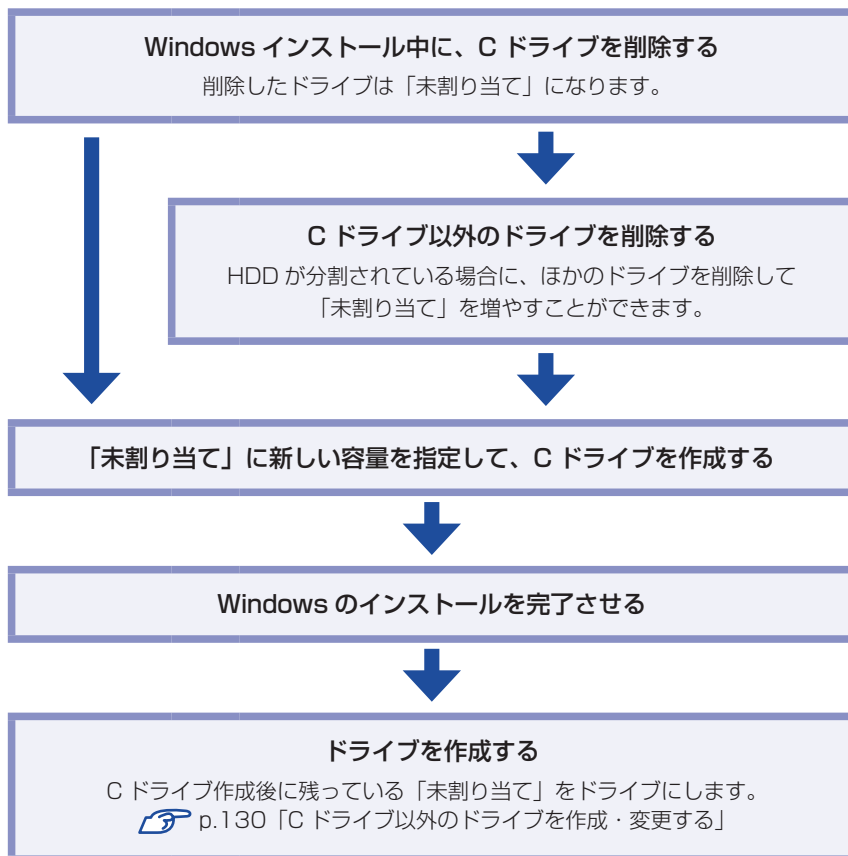 Windows インストール中に、C ドライブを削除する
削除したドライブは「未割り当て」になります。
C ドライブ以外のドライブを削除する
HDD が分割されている場合に、ほかのドライブを削除して
「未割り当て」を増やすことができます。
「未割り当て」に新しい容量を指定して、C ドライブを作成する
Windows のインストールを完了させる
ドライブを作成する
C ドライブ作成後に残っている「未割り当て」をドライブにします。
p.130「C ドライブ以外のドライブを作成・変更する」